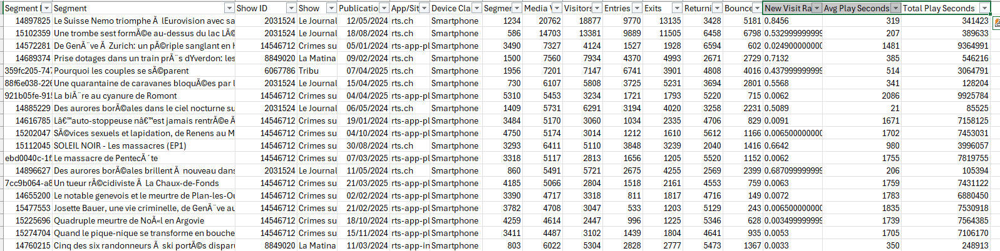 Segment I Segment Show ID Show Publicatio App/Sit Device Cla Segmer Media V Visitors Entries Exits Returni Bounce New Visit Ra Avg Play Seconds Total Play Seconds
14897825 Le Suisse Nemo triomphe Ã lEurovision avec sa 2031524 Le Journal 12/05/2024 rts.ch Smartphone 1234 20762 18877 9770 13135 3428 5181 0.8456 319 341423
15102359 Une trombe sest formÃ©e au-dessus du lac LÃ© 2031524 Le Journal 18/08/2024 rts.ch Smartphone 586 14703 13381 9889 11505 6458 6798 0.532999999999 207 389633
14572281 De GenÃ¨ve Ã Zurich: un pÃ©riple sanglant en H 14546712 Crimes su 05/01/2024 rts-app-pl Smartphone 3490 7327 4124 1527 1928 6594 602 0.024900000000 1481 9364991
14689374 Prise dotages dans un train prÃ¨s dYverdon: les 8849020 La Matina 09/02/2024 rts.ch Smartphone 1500 7560 7934 4370 4993 2671 2729 0.7132 385 546216
359fc205-747 Pourquoi les couples se sÃ©parent 6067786 Tribu 07/04/2025 rts.ch Smartphone 1956 7201 7147 6741 3901 4808 4016 0.437999999999 514 3064791
88f6e038-226 Une quarantaine de caravanes bloquÃ©es par l 2031524 Le Journal 15/04/2025 rts.ch Smartphone 730 6107 5808 3725 5231 3694 2801 0.5568 341 128204
921b05fe-915 La biÃ¨re au cyanure de Romont 14546712 Crimes su 04/04/2025 rts-app-pl Smartphone 5310 5453 3234 1721 1793 5220 715 0.0062 2086 9925784
14885229 Des aurores borÃ©ales dans le ciel nocturne su 2031524 Le Journal 06/05/2024 rts.ch Smartphone 1409 5731 6291 3194 4020 3258 2231 0.5089 21 85525
14616785 Lâ€™auto-stoppeuse nâ€™est jamais rentrÃ©e Ã 14546712 Crimes su 19/01/2024 rts-app-pl Smartphone 3484 5170 3060 1034 2335 4706 829 0.0091 1671 7158125
15202047 SÃ©vices sexuels et lapidation, de Renens au M 14546712 Crimes su 04/10/2024 rts-app-pl Smartphone 4750 5174 3014 1212 1610 5612 1166 0.006500000000 1702 7453031
15112045 SOLEIL NOIR - Les massacres (EP1) 14546712 Crimes su 30/08/2024 rts.ch Smartphone 3293 6411 5110 3848 3239 2040 1416 0.6642 980 3996057
ebd0040c-1f Le massacre de PentecÃ´te 14546712 Crimes su 07/03/2025 rts-app-pl Smartphone 3318 5117 2813 1656 1205 5520 1152 0.0062 1755 7819755
14896627 Des aurores borÃ©ales brillent Ã nouveau dans 2031524 Le Journal 11/05/2024 rts.ch Smartphone 860 5491 5721 2675 4255 2569 2399 0.687099999999 206 105394
7cc9b064-a8 Un tueur rÃ©cidiviste Ã La Chaux-de-Fonds 14546712 Crimes su 21/03/2025 rts-app-pl Smartphone 4185 5066 2804 1518 2161 4553 759 0.0063 1759 7431122
14655200 Le notable genevois et le meurtre de Plan-les-Ou 14546712 Crimes su 02/02/2024 rts-app-pl Smartphone 3390 4717 3318 811 1817 4716 149 0.0072 1783 6880450
15477553 Josette Bauer, une vie criminelle, de GenÃ¨ve au 14546712 Crimes su 21/02/2025 rts-app-pl Smartphone 3782 4708 3047 533 1203 5129 243 0.006500000000 1835 7530918
15225696 Quadruple meurtre de NoÃ«l en Argovie 14546712 Crimes su 18/10/2024 rts-app-pl Smartphone 4259 4614 2447 996 1225 5346 628 0.003499999999 1739 7564385
15274704 Quand le pique-nique se transforme en bouche 14546712 Crimes su 15/11/2024 rts-app-pl Smartphone 3411 4487 3102 1439 1804 4641 935 0.0053 1705 7106170
14760215 Cinq des six randonneurs Ã ski portÃ©s dispar 8849020 La Matina 11/03/2024 rts-app-in Smartphone 803 6022 5304 2828 2777 5473 1367 0.0033 350 248913